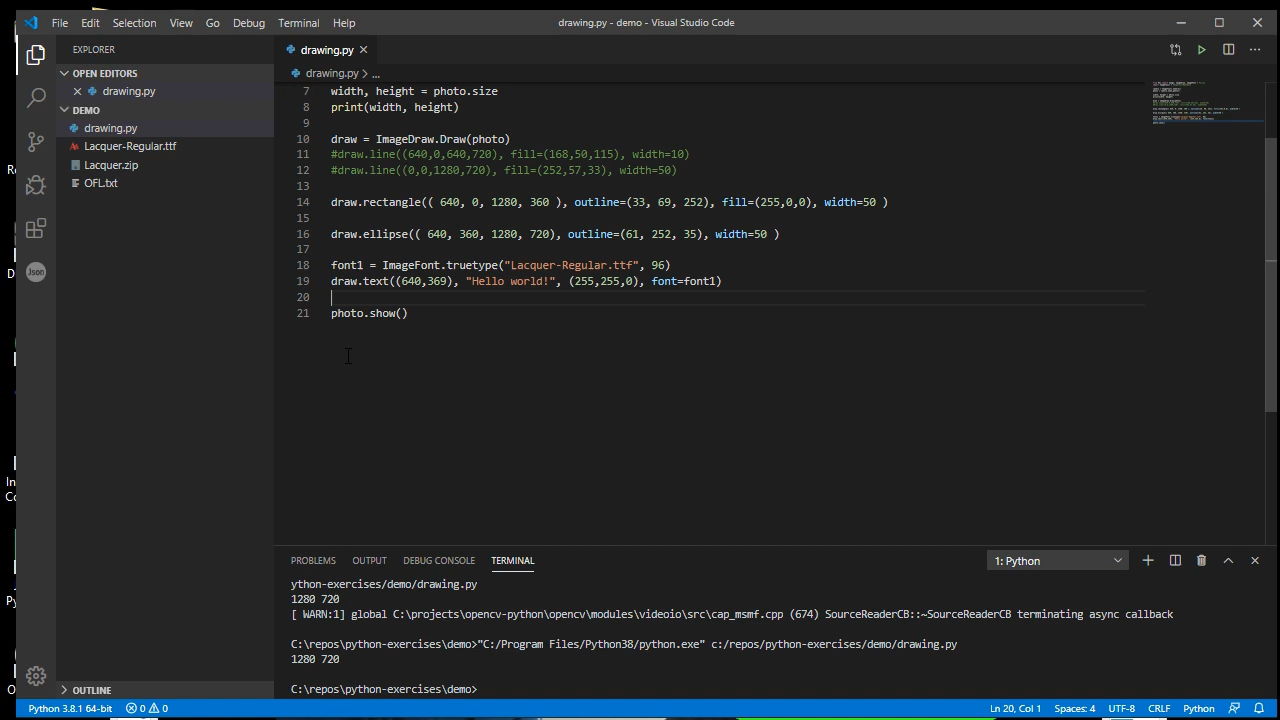 File Edit Selection View Go Debug Terminal Help
drawing.py - demo - Visual Studio Code
EXPLORER
OPEN EDITORS
drawing.py
DEMO
drawing.py
Lacquer-Regular.ttf
Lacquer.zip
OFL.txt
OUTLINE
Json
drawing.py
drawing.py > ...
7 width, height = photo.size
8 print(width, height)
9
10 draw = ImageDraw.Draw(photo)
11 #draw.line((640,0,640,720), fill=(168,50,115), width=10)
12 #draw.line((0,0,1280,720), fill=(252,57,33), width=50)
13
14 draw.rectangle(( 640, 0, 1280, 360 ), outline=(33, 69, 252), fill=(255,0,0), width=50 )
15
16 draw.ellipse(( 640, 360, 1280, 720), outline=(61, 252, 35), width=50 )
17
18 font1 = ImageFont.truetype("Lacquer-Regular.ttf", 96)
19 draw.text((640,369), "Hello world!", (255,255,0), font=font1)
20
21 photo.show()
PROBLEMS OUTPUT DEBUG CONSOLE TERMINAL
1: Python
ython-exercises/demo/drawing.py
1280 720
[ WARN:1] global C:\projects\opencv-python\opencv\modules\videoio\src\cap_msmf.cpp (674) SourceReaderCB::~SourceReaderCB terminating async callback
C:\repos\python-exercises\demo>"C:/Program Files/Python38/python.exe" c:/repos/python-exercises/demo/drawing.py
1280 720
C:\repos\python-exercises\demo>
Python 3.8.1 64-bit 0 0
Ln 20, Col 1 Spaces: 4 UTF-8 CRLF Python